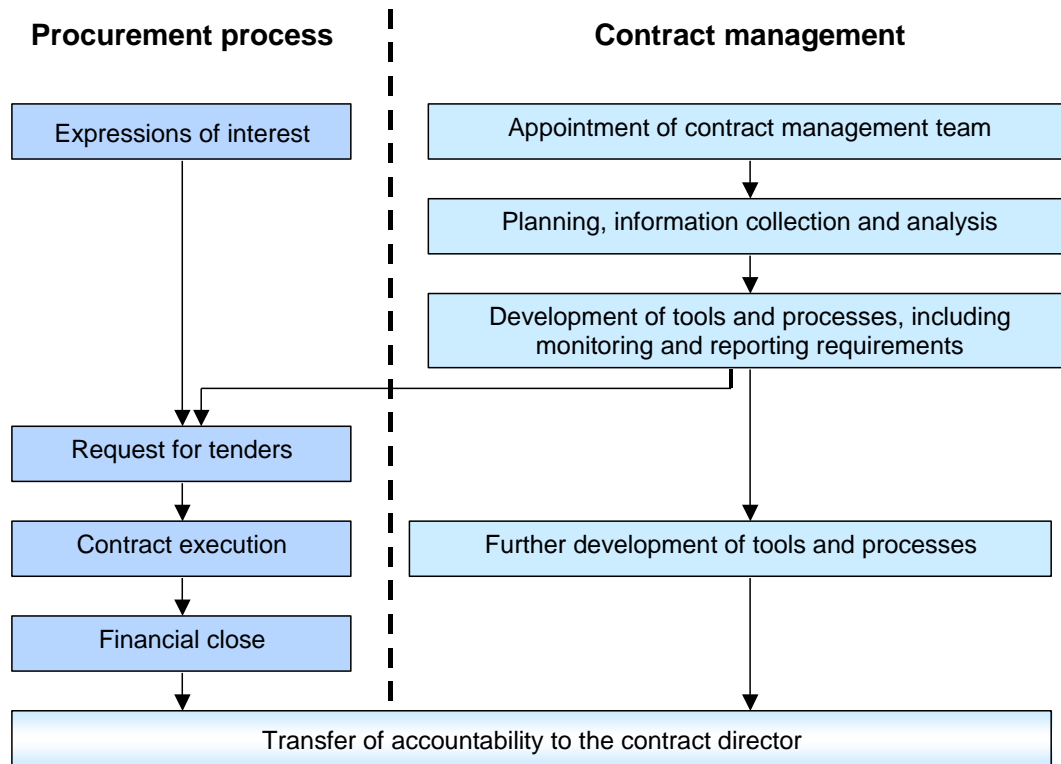 Procurement process
Contract management
Expressions of interest
Appointment of contract management team
Planning, information collection and analysis
Development of tools and processes, including
monitoring and reporting requirements
Request for tenders
Contract execution
Further development of tools and processes
Financial close
Transfer of accountability to the contract director